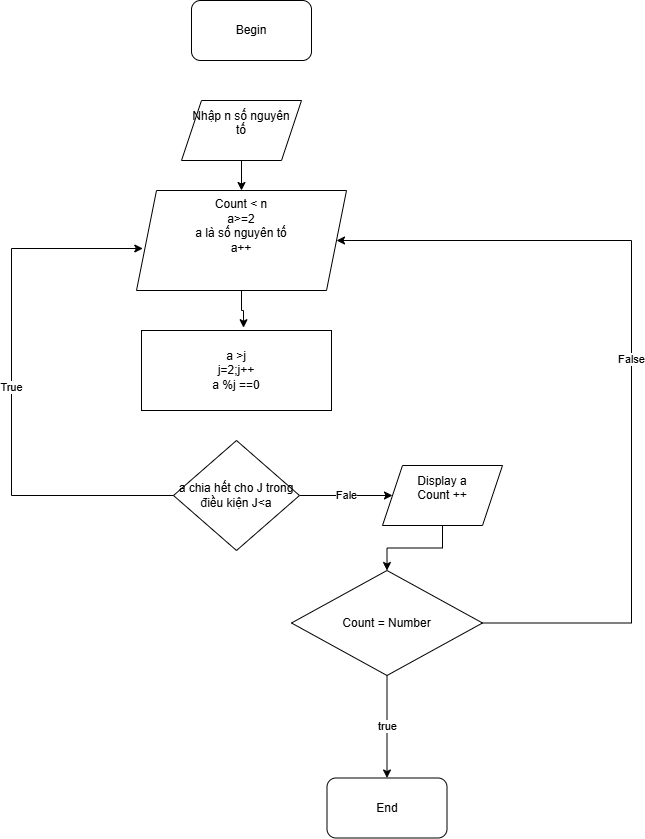 Begin
Nhập n số nguyên
tố
Count < n
a>=2
a là số nguyên tố
a++
a >j
j=2;j++
a %j ==0
True
False
a chia hết cho J trong
điều kiện J<a
Fale
Display a
Count ++
Count = Number
true
End